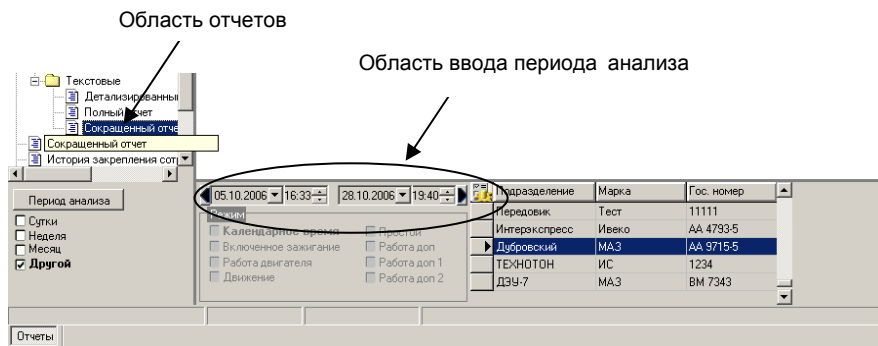 Область отчетов
Область ввода периода анализа
Текстовые
Детализированны
Полный отчет
Сокращенный отче
Сокращенный отчет
История закрепления сот
Период анализа
Сутки
Неделя
Месяц
Другой
05.10.2006 16:33 28.10.2006 19:40
Режим
Календарное время Простой
Включенное зажигание Работа доп
Работа двигателя Работа доп 1
Движение Работа доп 2
Подразделение Марка Гос. номер
Передовик Тест 11111
Интерэкспресс Ивеко АА 4793-5
Дубровский МАЗ АА 9715-5
ТЕХНОТОН ИС 1234
ДЭУ-7 МАЗ ВМ 7343
Отчеты